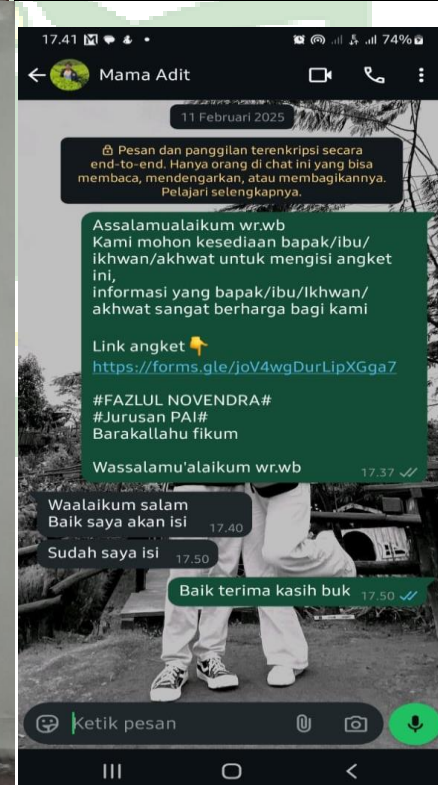 17.41
74%
Mama Adit
11 Februari 2025
Pesan dan panggilan terenkripsi secara
end-to-end. Hanya orang di chat ini yang bisa
membaca, mendengarkan, atau membagikannya.
Pelajari selengkapnya.
Assalamualaikum wr.wb
Kami mohon kesediaan bapak/ibu/
ikhwan/akhwat untuk mengisi angket
ini,
informasi yang bapak/ibu/Ikhwan/
akhwat sangat berharga bagi kami
Link angket 👇
https://forms.gle/joV4wgDurLipXGga7
#FAZLUL NOVENDRA#
#Jurusan PAI#
Barakallahu fikum
Wassalamu'alaikum wr.wb 17.37
Waalaikum salam
Baik saya akan isi 17.40
Sudah saya isi 17.50
Baik terima kasih buk 17.50
Ketik pesan